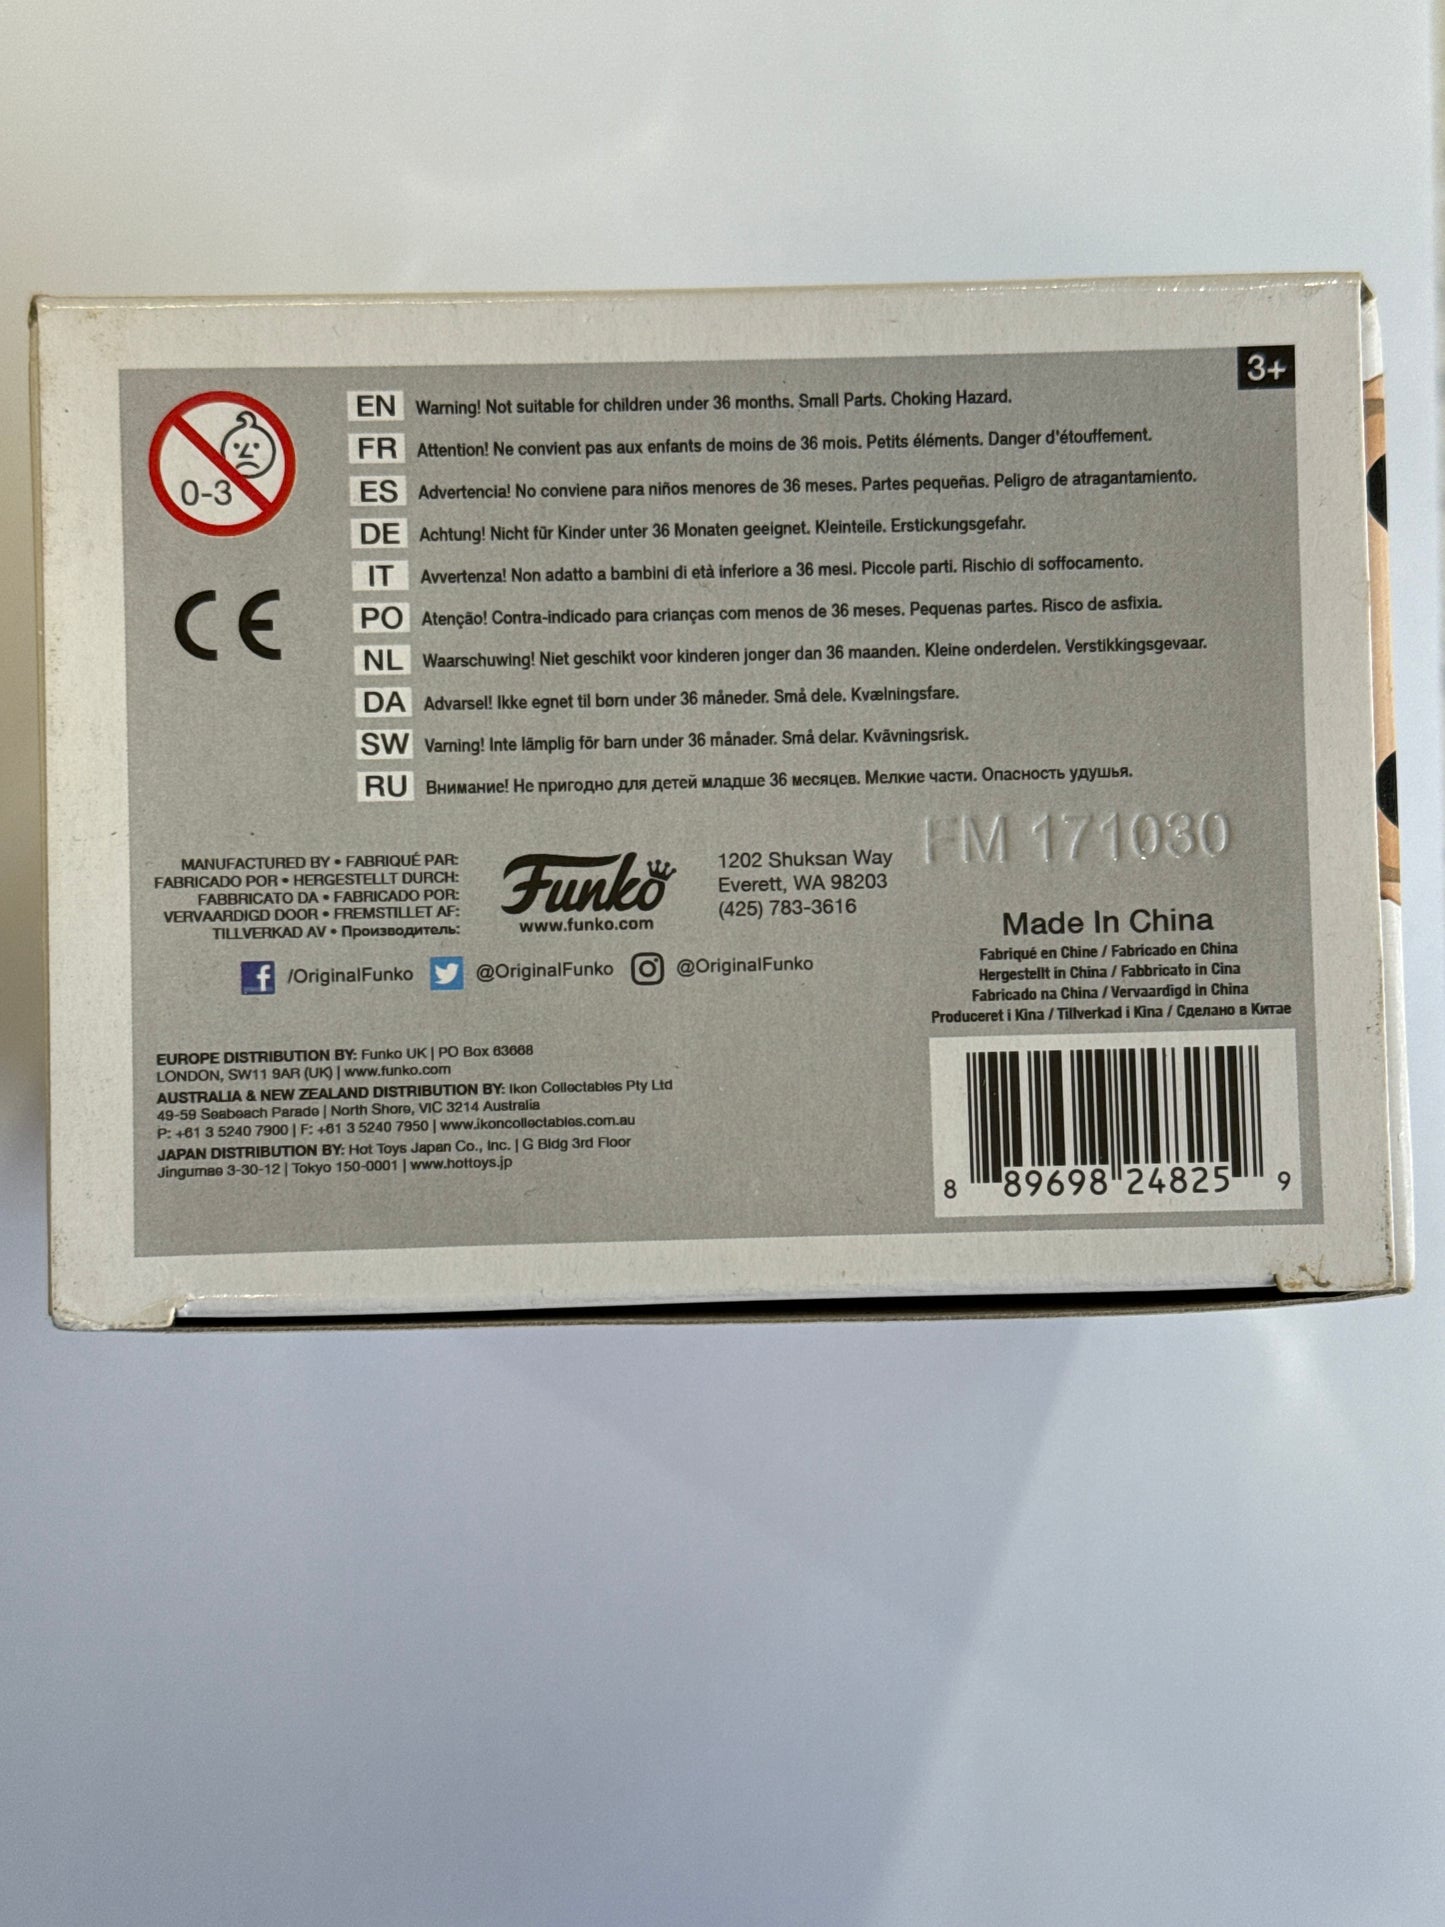 3+
0-3
EN Warning! Not suitable for children under 36 months. Small Parts. Choking Hazard.
FR Attention! Ne convient pas aux enfants de moins de 36 mois. Petits éléments. Danger d'étouffement.
ES Advertencia! No conviene para niños menores de 36 meses. Partes pequeñas. Peligro de atragantamiento.
DE Achtung! Nicht für Kinder unter 36 Monaten geeignet. Kleinteile. Erstickungsgefahr.
IT Avvertenza! Non adatto a bambini di età inferiore a 36 mesi. Piccole parti. Rischio di soffocamento.
PO Atenção! Contra-indicado para crianças com menos de 36 meses. Pequenas partes. Risco de asfixia.
NL Waarschuwing! Niet geschikt voor kinderen jonger dan 36 maanden. Kleine onderdelen. Verstikkingsgevaar.
DA Advarsel! Ikke egnet til børn under 36 måneder. Små dele. Kvælningsfare.
SW Varning! Inte lämplig för barn under 36 månader. Små delar. Kvävningsrisk.
RU Внимание! Не пригодно для детей младше 36 месяцев. Мелкие части. Опасность удушья.
CE
FM 171030
MANUFACTURED BY • FABRIQUÉ PAR:
FABRICADO POR • HERGESTELLT DURCH:
FABBRICATO DA • FABRICADO POR:
VERVAARDIGD DOOR • FREMSTILLET AF:
TILLVERKAD AV • Производитель:
Funko
www.funko.com
1202 Shuksan Way
Everett, WA 98203
(425) 783-3616
/OriginalFunko @OriginalFunko @OriginalFunko
Made In China
Fabriqué en Chine / Fabricado en China
Hergestellt in China / Fabbricato in Cina
Fabricado na China / Vervaardigd in China
Produceret i Kina / Tillverkad i Kina / Сделано в Китае
EUROPE DISTRIBUTION BY: Funko UK | PO Box 63668
LONDON, SW11 9AR (UK) | www.funko.com
AUSTRALIA & NEW ZEALAND DISTRIBUTION BY: Ikon Collectables Pty Ltd
49-59 Seabeach Parade | North Shore, VIC 3214 Australia
P: +61 3 5240 7900 | F: +61 3 5240 7950 | www.ikoncollectables.com.au
JAPAN DISTRIBUTION BY: Hot Toys Japan Co., Inc. | G Bldg 3rd Floor
Jingumae 3-30-12 | Tokyo 150-0001 | www.hottoys.jp
8 89698 24825 9